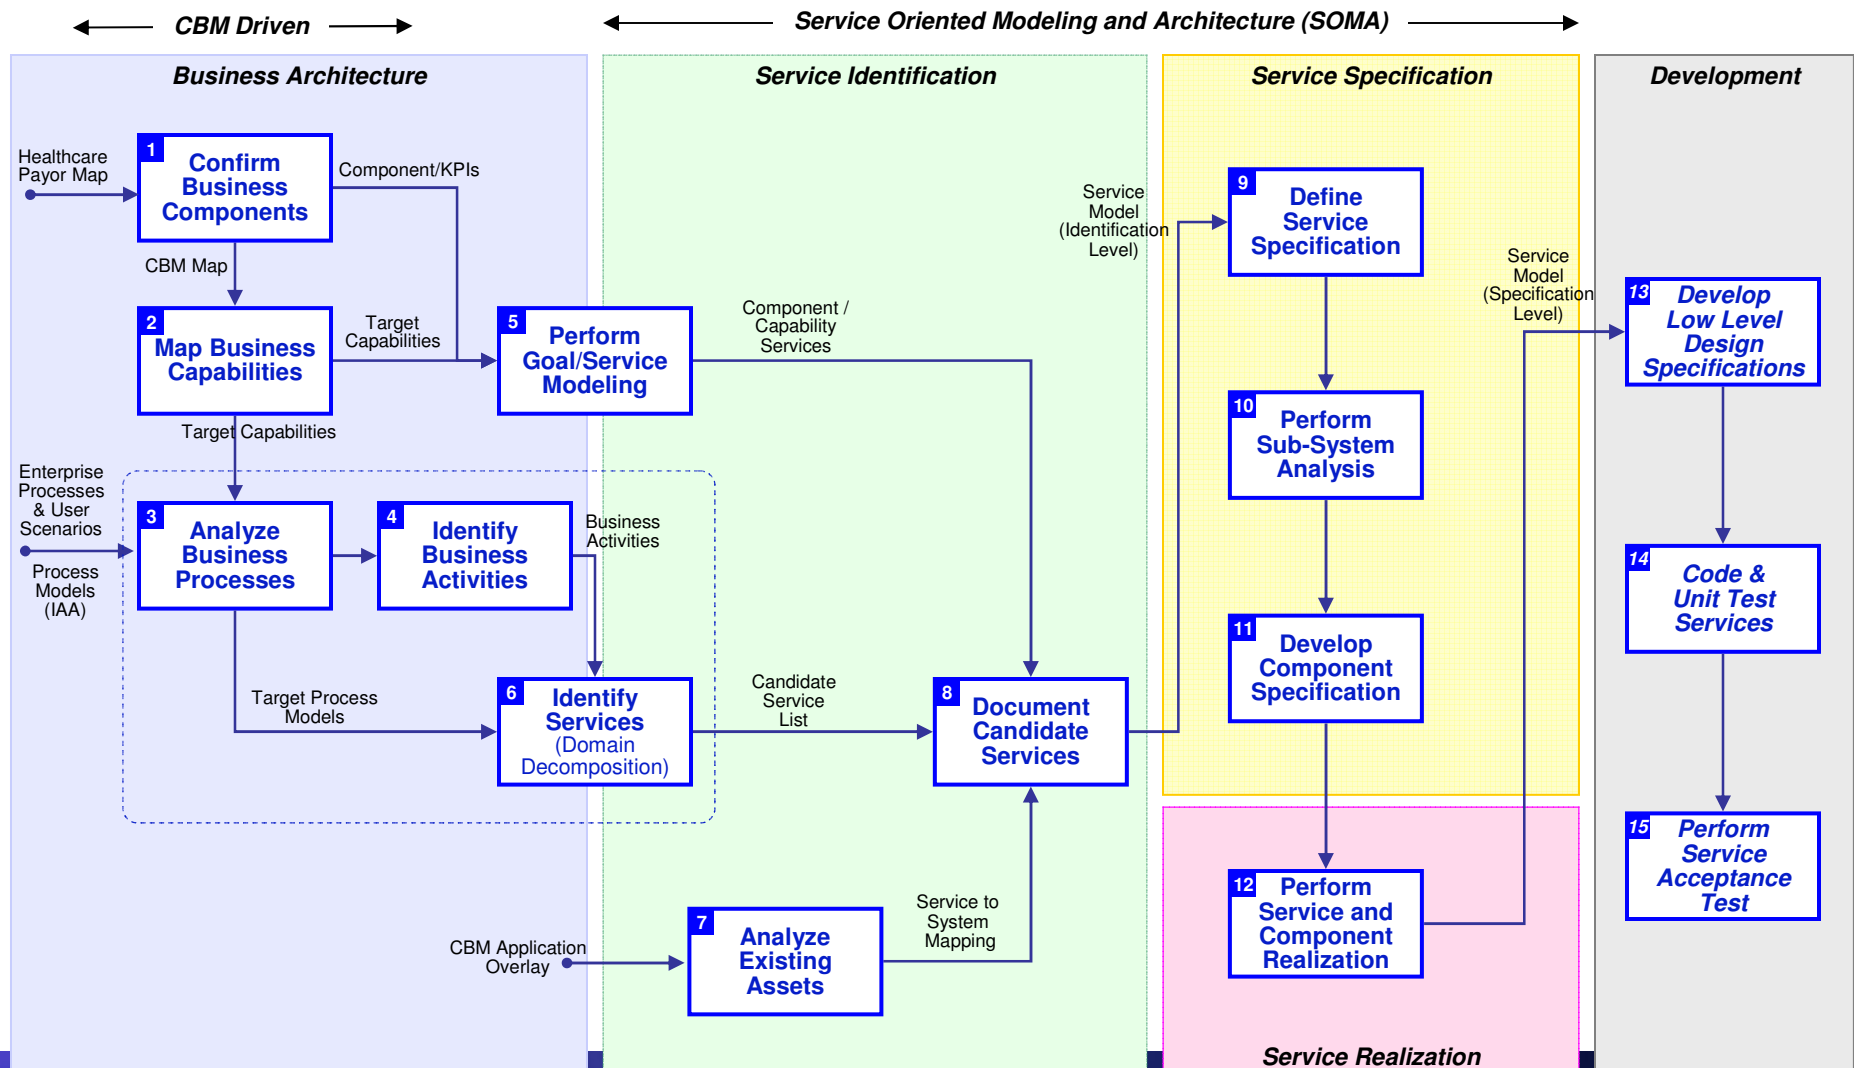 CBM Driven
Service Oriented Modeling and Architecture (SOMA)
Business Architecture
Service Identification
Service Specification
Development
Healthcare
Payor Map
1
Confirm
Business
Components
Component/KPIs
CBM Map
2
Map Business
Capabilities
Target
Capabilities
Target Capabilities
5
Perform
Goal/Service
Modeling
Component /
Capability
Services
Enterprise
Processes
& User
Scenarios
Process
Models
(IAA)
3
Analyze
Business
Processes
4
Identify
Business
Activities
Business
Activities
Target Process
Models
6
Identify
Services
(Domain
Decomposition)
Candidate
Service
List
8
Document
Candidate
Services
CBM Application
Overlay
7
Analyze
Existing
Assets
Service to
System
Mapping
Service
Model
(Identification
Level)
9
Define
Service
Specification
10
Perform
Sub-System
Analysis
11
Develop
Component
Specification
12
Perform
Service and
Component
Realization
Service Realization
Service
Model
(Specification
Level)
13
Develop
Low Level
Design
Specifications
14
Code &
Unit Test
Services
15
Perform
Service
Acceptance
Test